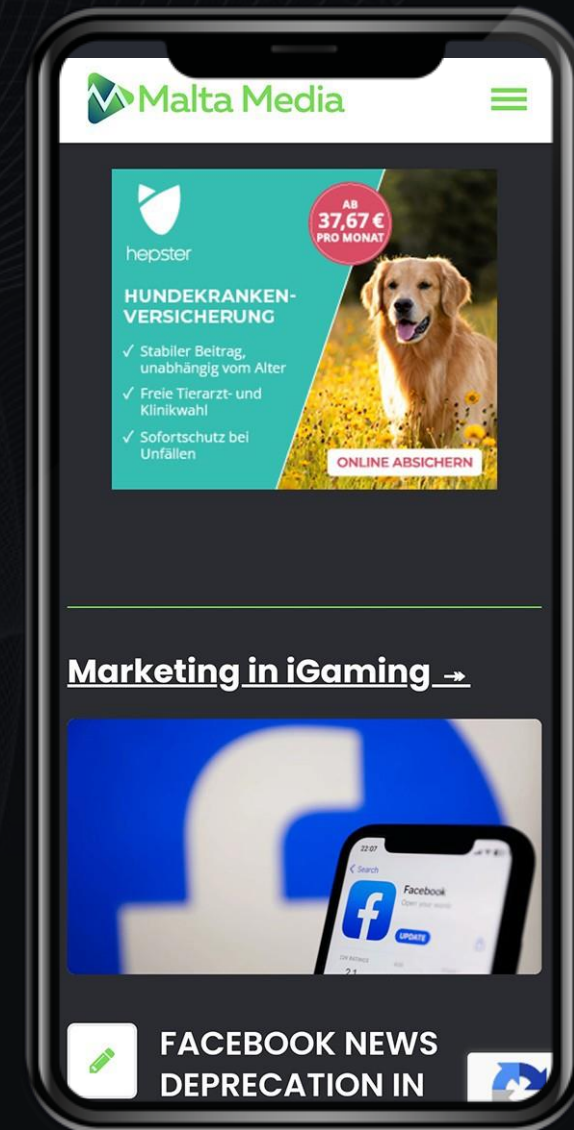 Malta Media
hepster
AB
37,67 €
PRO MONAT
HUNDEKRANKEN-
VERSICHERUNG
✓ Stabiler Beitrag,
unabhängig vom Alter
✓ Freie Tierarzt- und
Klinikwahl
✓ Sofortschutz bei
Unfällen
ONLINE ABSICHERN
Marketing in iGaming ↠
22:07
Search
Facebook
Open your world
UPDATE
FACEBOOK NEWS
DEPRECATION IN